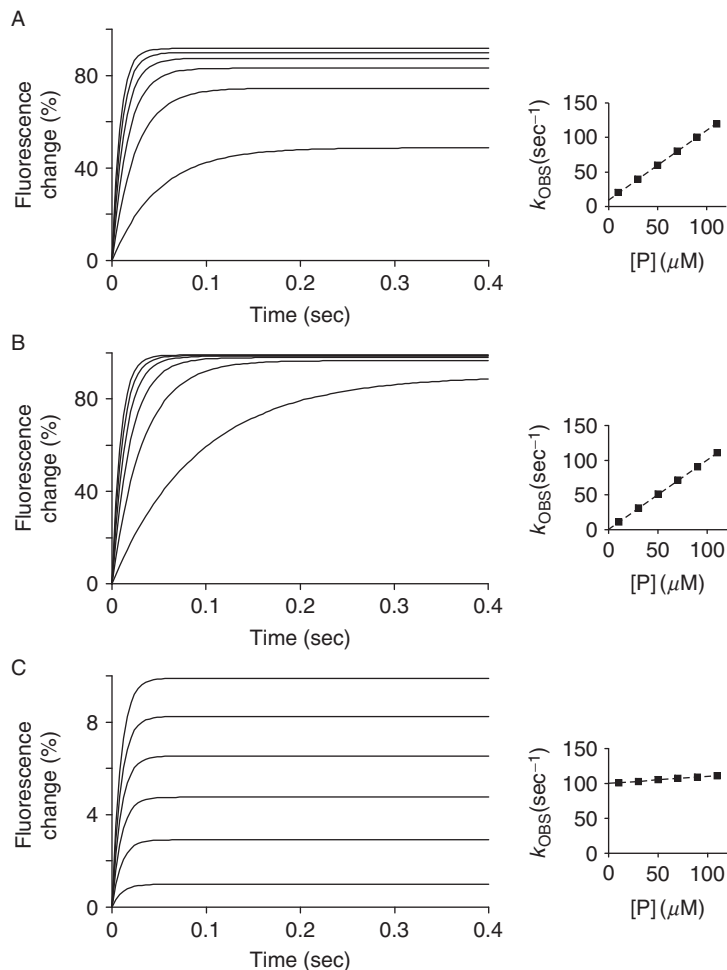 A
Fluorescence
change (%)
80
40
0
0 0.1 0.2 0.3 0.4
Time (sec)
kOBS(sec−1)
150
100
50
0
0 50 100
[P] (μM)
B
Fluorescence
change (%)
80
40
0
0 0.1 0.2 0.3 0.4
Time (sec)
kOBS(sec−1)
150
100
50
0
0 50 100
[P] (μM)
C
Fluorescence
change (%)
8
4
0
0 0.1 0.2 0.3 0.4
Time (sec)
kOBS(sec−1)
150
100
50
0
0 50 100
[P] (μM)